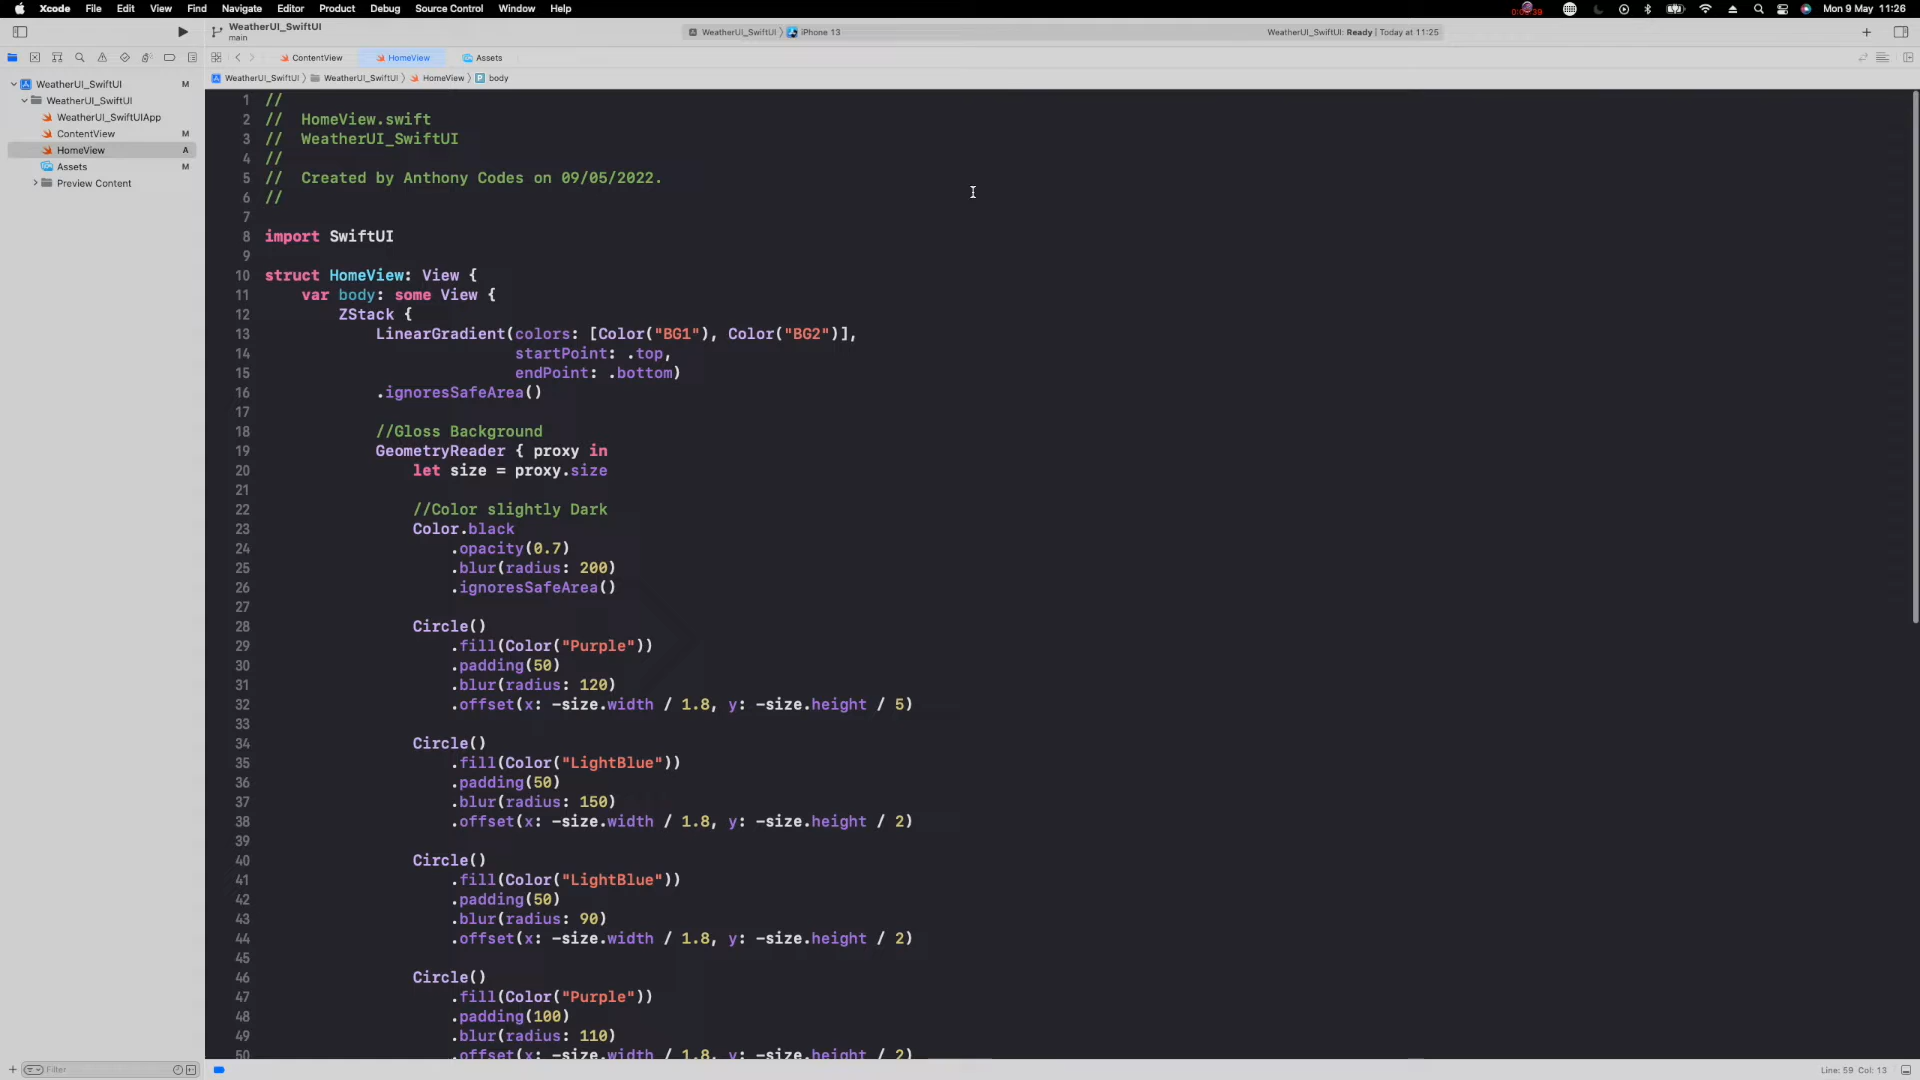 Xcode File Edit View Find Navigate Editor Product Debug Source Control Window Help
Mon 9 May 11:26
WeatherUI_SwiftUI
main
WeatherUI_SwiftUI
iPhone 13
WeatherUI_SwiftUI: Ready | Today at 11:25
ContentView HomeView Assets
WeatherUI_SwiftUI WeatherUI_SwiftUI HomeView body
WeatherUI_SwiftUI M
WeatherUI_SwiftUI
WeatherUI_SwiftUIApp
ContentView M
HomeView A
Assets M
Preview Content
1 //
2 //  HomeView.swift
3 //  WeatherUI_SwiftUI
4 //
5 //  Created by Anthony Codes on 09/05/2022.
6 //
7
8 import SwiftUI
9
10 struct HomeView: View {
11     var body: some View {
12         ZStack {
13             LinearGradient(colors: [Color("BG1"), Color("BG2")],
14                            startPoint: .top,
15                            endPoint: .bottom)
16             .ignoresSafeArea()
17
18             //Gloss Background
19             GeometryReader { proxy in
20                 let size = proxy.size
21
22                 //Color slightly Dark
23                 Color.black
24                     .opacity(0.7)
25                     .blur(radius: 200)
26                     .ignoresSafeArea()
27
28                 Circle()
29                     .fill(Color("Purple"))
30                     .padding(50)
31                     .blur(radius: 120)
32                     .offset(x: -size.width / 1.8, y: -size.height / 5)
33
34                 Circle()
35                     .fill(Color("LightBlue"))
36                     .padding(50)
37                     .blur(radius: 150)
38                     .offset(x: -size.width / 1.8, y: -size.height / 2)
39
40                 Circle()
41                     .fill(Color("LightBlue"))
42                     .padding(50)
43                     .blur(radius: 90)
44                     .offset(x: -size.width / 1.8, y: -size.height / 2)
45
46                 Circle()
47                     .fill(Color("Purple"))
48                     .padding(100)
49                     .blur(radius: 110)
50                     .offset(x: -size.width / 1.8, y: -size.height / 2)
Filter
Line: 59 Col: 13